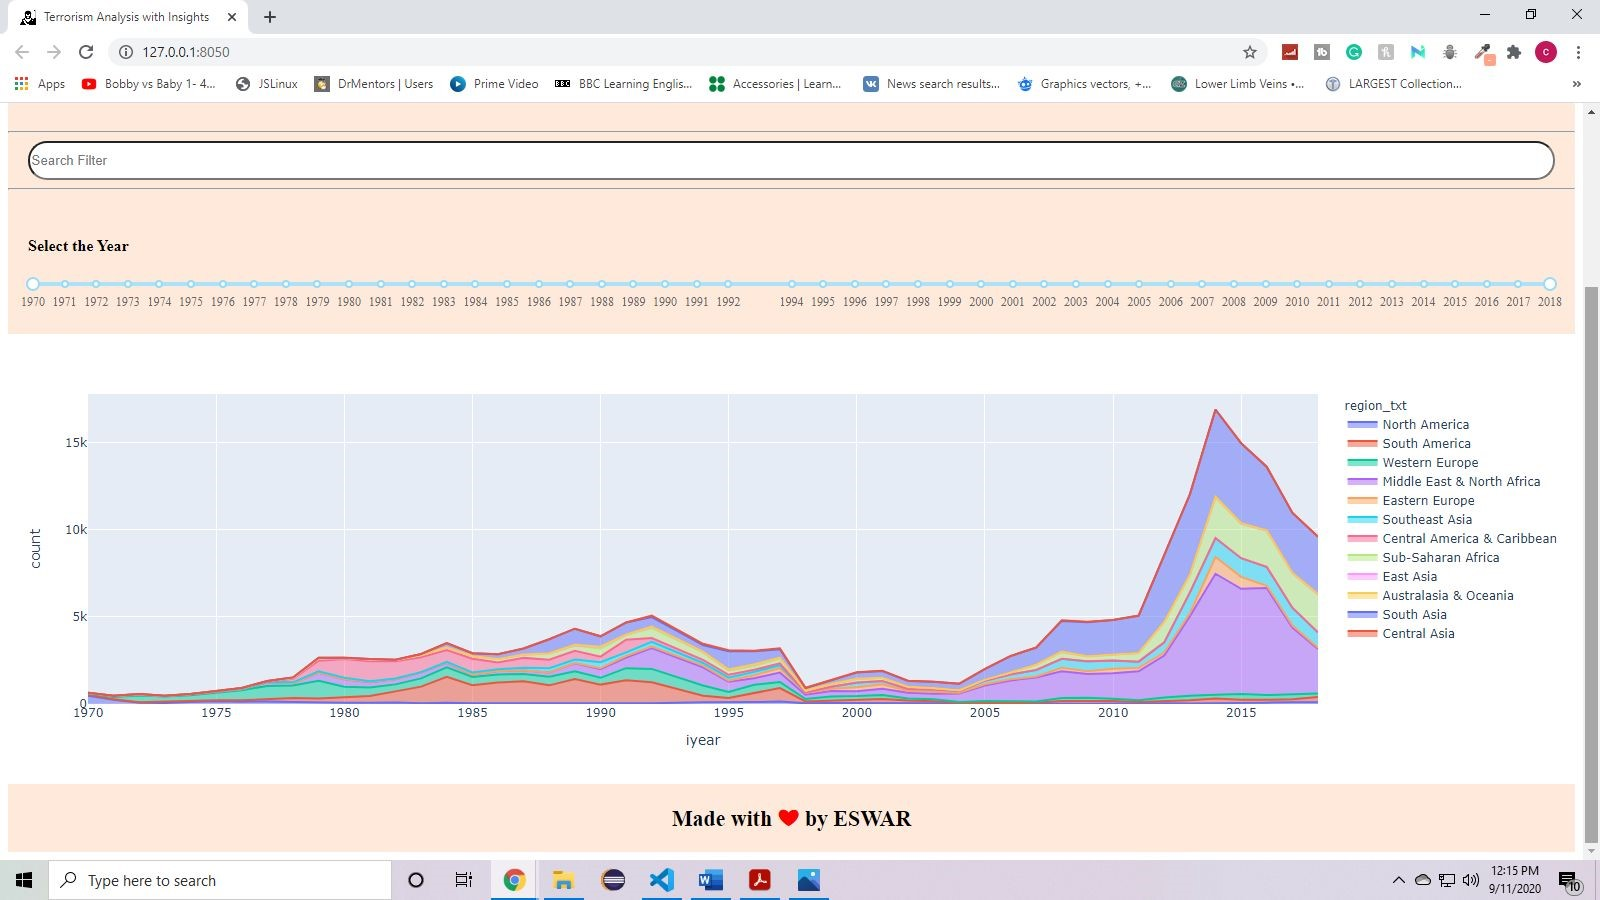 Terrorism Analysis with Insights
127.0.0.1:8050
Apps Bobby vs Baby 1- 4... JSLinux DrMentors | Users Prime Video BBC BBC Learning Englis... Accessories | Learn... News search results... Graphics vectors, +... Lower Limb Veins •... LARGEST Collection... »
Search Filter
Select the Year
1970 1971 1972 1973 1974 1975 1976 1977 1978 1979 1980 1981 1982 1983 1984 1985 1986 1987 1988 1989 1990 1991 1992 1994 1995 1996 1997 1998 1999 2000 2001 2002 2003 2004 2005 2006 2007 2008 2009 2010 2011 2012 2013 2014 2015 2016 2017 2018
region_txt
North America
South America
Western Europe
Middle East & North Africa
Eastern Europe
Southeast Asia
Central America & Caribbean
Sub-Saharan Africa
East Asia
Australasia & Oceania
South Asia
Central Asia
15k
10k
5k
0
count
1970 1975 1980 1985 1990 1995 2000 2005 2010 2015
iyear
Made with ❤ by ESWAR
Type here to search
12:15 PM
9/11/2020
10